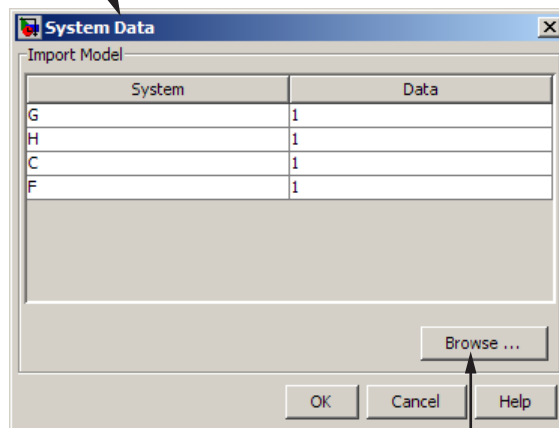 System Data
Import Model
System Data
G 1
H 1
C 1
F 1
Browse ...
OK Cancel Help